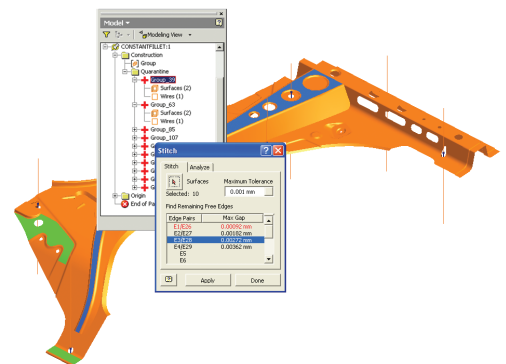 Model
Modeling View
CONSTANTFILLET:1
Construction
Group
Quarantine
Group_39
Surfaces (2)
Wires (1)
Group_63
Surfaces (2)
Wires (1)
Group_85
Group_107
G
G
G
G
G
Origin
End of Pa
Stitch
Stitch Analyze
Surfaces Maximum Tolerance
Selected: 10 0.001 mm
Find Remaining Free Edges
Edge Pairs Max Gap
E1/E26 0.00092 mm
E2/E27 0.00182 mm
E3/E28 0.00272 mm
E4/E29 0.00362 mm
E5
E6
Apply Done